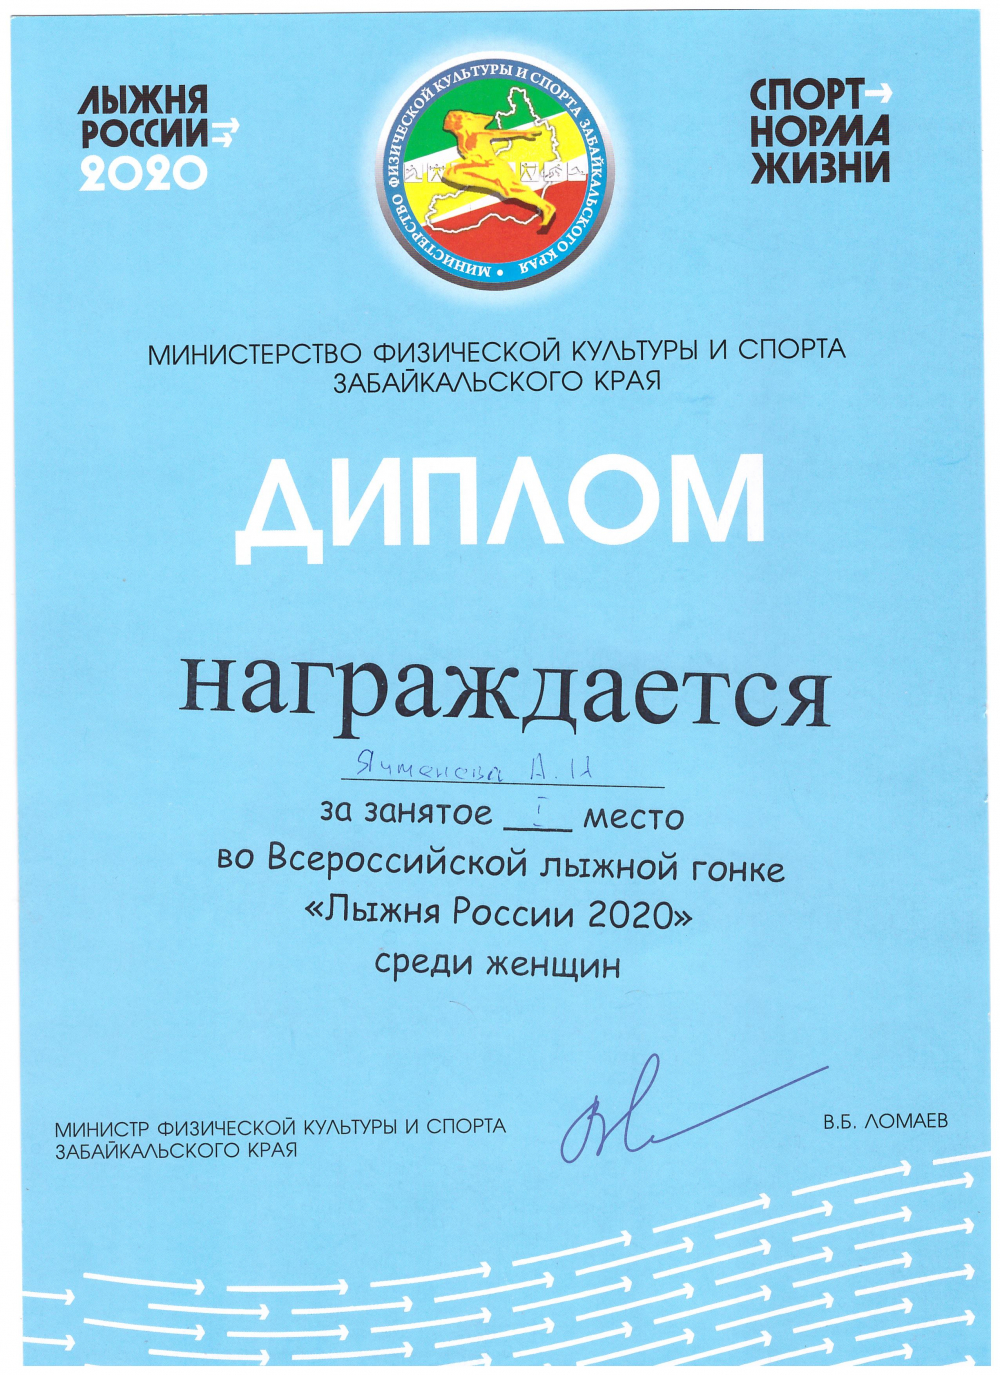 ЛЫЖНЯ
РОССИИ
2020
МИНИСТЕРСТВО ФИЗИЧЕСКОЙ КУЛЬТУРЫ И СПОРТА ЗАБАЙКАЛЬСКОГО КРАЯ
СПОРТ
НОРМА
ЖИЗНИ
МИНИСТЕРСТВО ФИЗИЧЕСКОЙ КУЛЬТУРЫ И СПОРТА
ЗАБАЙКАЛЬСКОГО КРАЯ
ДИПЛОМ
награждается
Ячменева А.И
за занятое I место
во Всероссийской лыжной гонке
«Лыжня России 2020»
среди женщин
МИНИСТР ФИЗИЧЕСКОЙ КУЛЬТУРЫ И СПОРТА
ЗАБАЙКАЛЬСКОГО КРАЯ
В.Б. ЛОМАЕВ